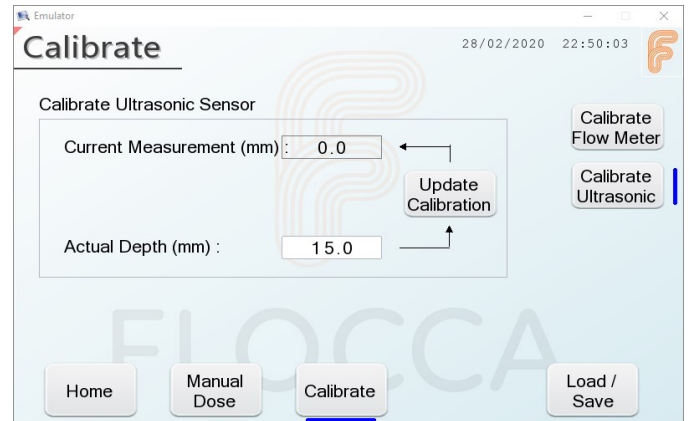 Emulator
Calibrate
28/02/2020 22:50:03
Calibrate Ultrasonic Sensor
Current Measurement (mm) : 0.0
Update
Calibration
Actual Depth (mm) : 15.0
Calibrate
Flow Meter
Calibrate
Ultrasonic
FLOCCA
Home
Manual
Dose
Calibrate
Load /
Save